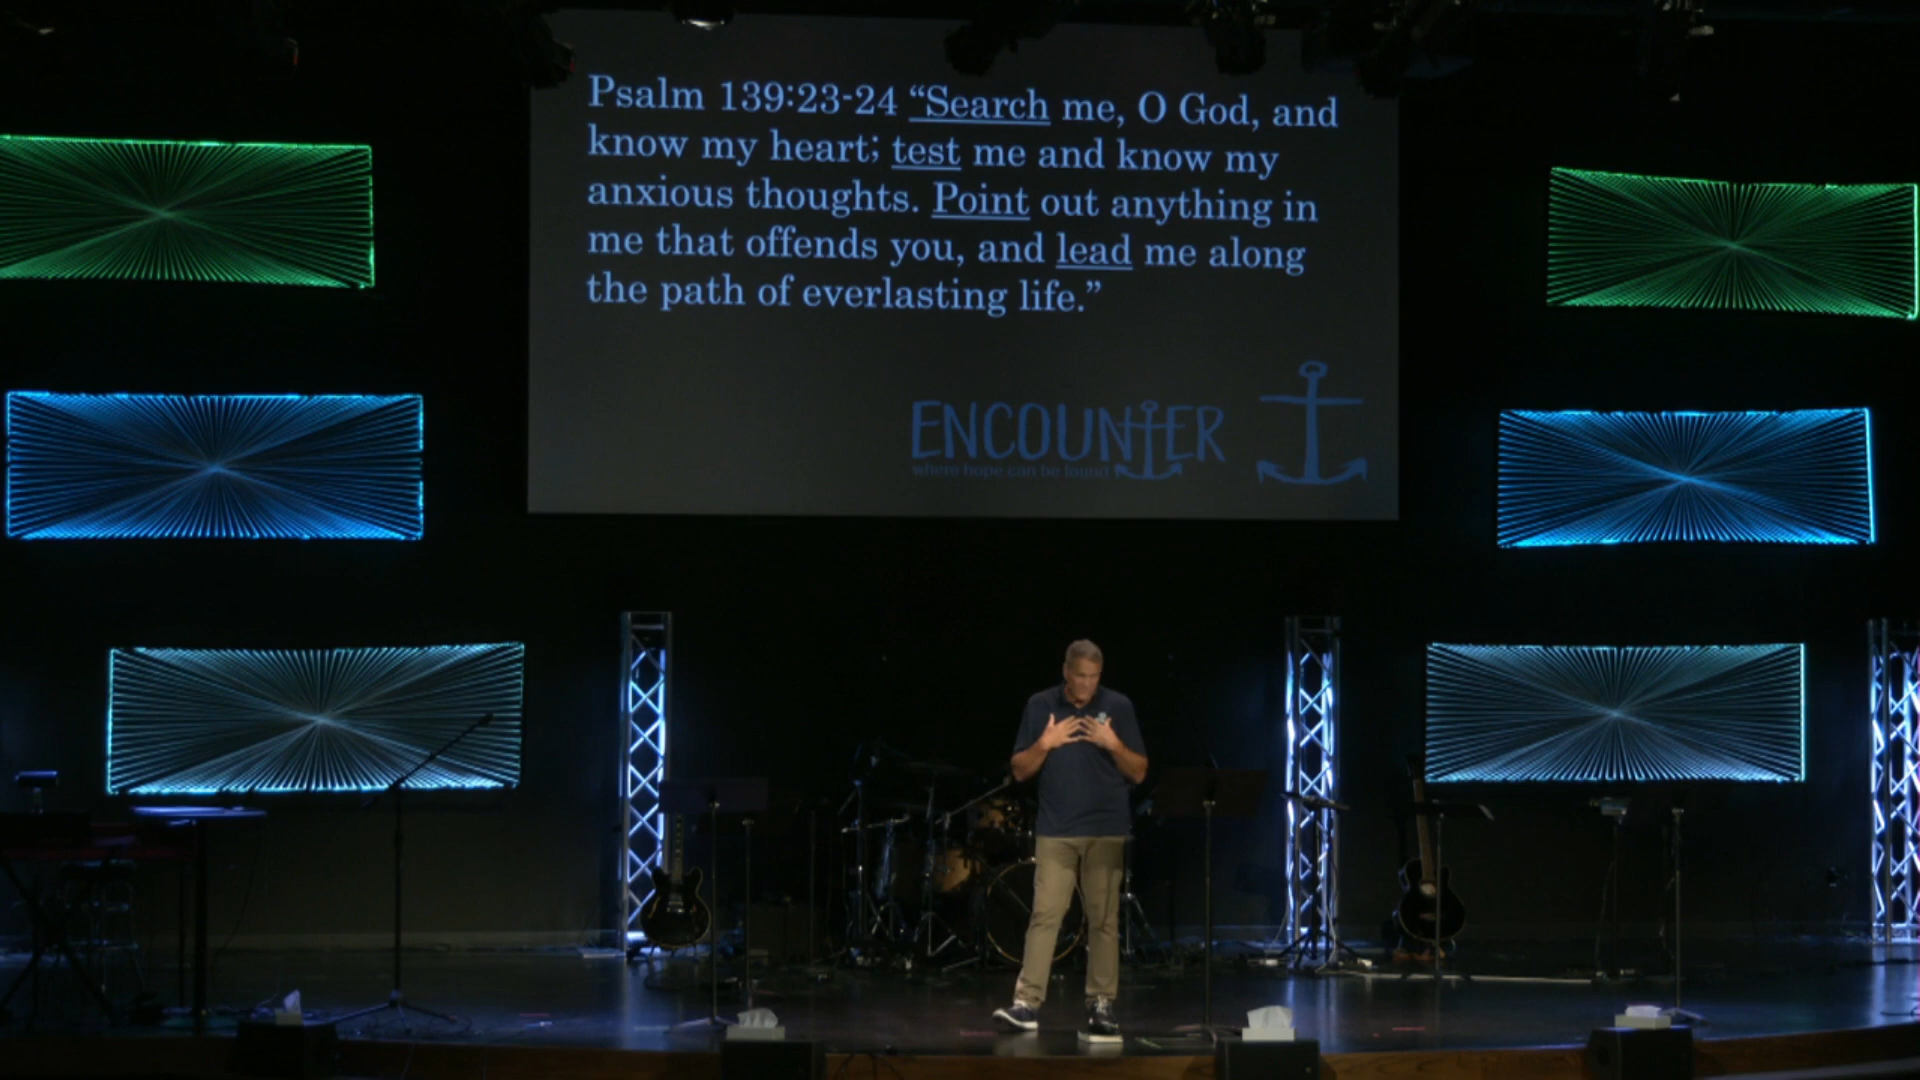 Psalm 139:23-24 “Search me, O God, and
know my heart; test me and know my
anxious thoughts. Point out anything in
me that offends you, and lead me along
the path of everlasting life.”
ENCOUNTER
where hope can be found